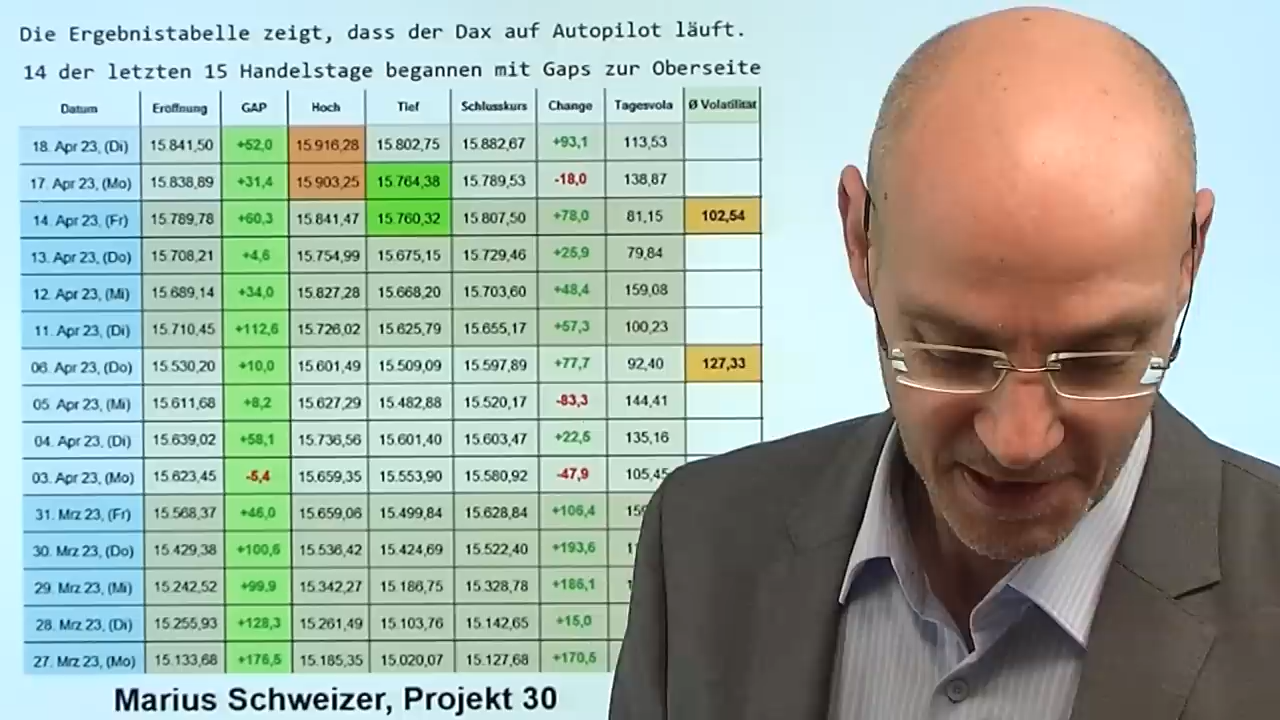 Die Ergebnistabelle zeigt, dass der Dax auf Autopilot läuft.
14 der letzten 15 Handelstage begannen mit Gaps zur Oberseite
Datum Eröffnung GAP Hoch Tief Schlusskurs Change Tagesvola Ø Volatilität
18. Apr 23, (Di) 15.841,50 +52,0 15.916,28 15.802,75 15.882,67 +93,1 113,53
17. Apr 23, (Mo) 15.838,89 +31,4 15.903,25 15.764,38 15.789,53 -18,0 138,87
14. Apr 23, (Fr) 15.789,78 +60,3 15.841,47 15.760,32 15.807,50 +78,0 81,15 102,54
13. Apr 23, (Do) 15.708,21 +4,6 15.754,99 15.675,15 15.729,46 +25,9 79,84
12. Apr 23, (Mi) 15.689,14 +34,0 15.827,28 15.668,20 15.703,60 +48,4 159,08
11. Apr 23, (Di) 15.710,45 +112,6 15.726,02 15.625,79 15.655,17 +57,3 100,23
06. Apr 23, (Do) 15.530,20 +10,0 15.601,49 15.509,09 15.597,89 +77,7 92,40 127,33
05. Apr 23, (Mi) 15.611,68 +8,2 15.627,29 15.482,88 15.520,17 -83,3 144,41
04. Apr 23, (Di) 15.639,02 +58,1 15.736,56 15.601,40 15.603,47 +22,5 135,16
03. Apr 23, (Mo) 15.623,45 -5,4 15.659,35 15.553,90 15.580,92 -47,9 105,45
31. Mrz 23, (Fr) 15.568,37 +46,0 15.659,06 15.499,84 15.628,84 +106,4
30. Mrz 23, (Do) 15.429,38 +100,6 15.536,42 15.424,69 15.522,40 +193,6
29. Mrz 23, (Mi) 15.242,52 +99,9 15.342,27 15.186,75 15.328,78 +186,1
28. Mrz 23, (Di) 15.255,93 +128,3 15.261,49 15.103,76 15.142,65 +15,0
27. Mrz 23, (Mo) 15.133,68 +176,5 15.185,35 15.020,07 15.127,68 +170,5
Marius Schweizer, Projekt 30